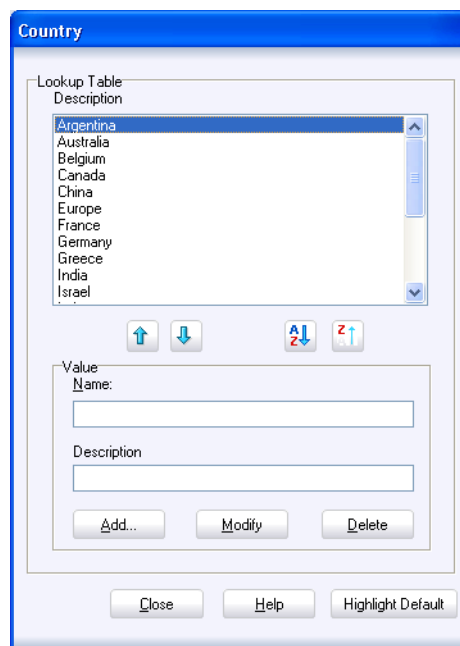 Country
Lookup Table
Description
Argentina
Australia
Belgium
Canada
China
Europe
France
Germany
Greece
India
Israel
A
Z
Z
Value
Name:
Description
Add...
Modify
Delete
Close
Help
Highlight Default